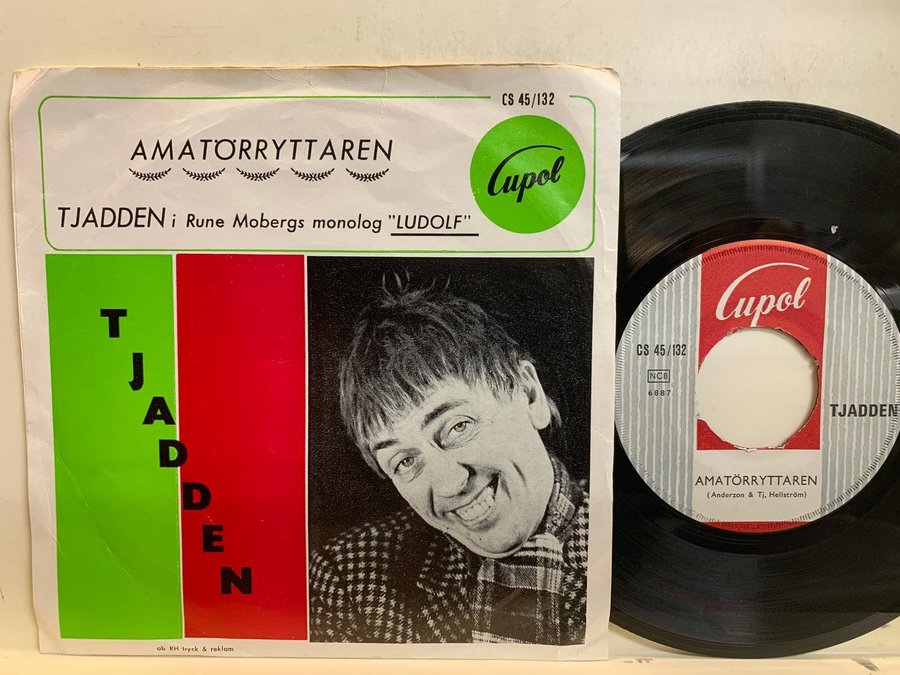 CS 45/132
AMATÖRRYTTAREN
Cupol
TJADDEN i Rune Mobergs monolog "LUDOLF"
TJADDEN
ab RH tryck & reklam
Cupol
CS 45/132
NCB
6887
TJADDEN
AMATÖRRYTTAREN
(Anderzon & Tj, Hellström)